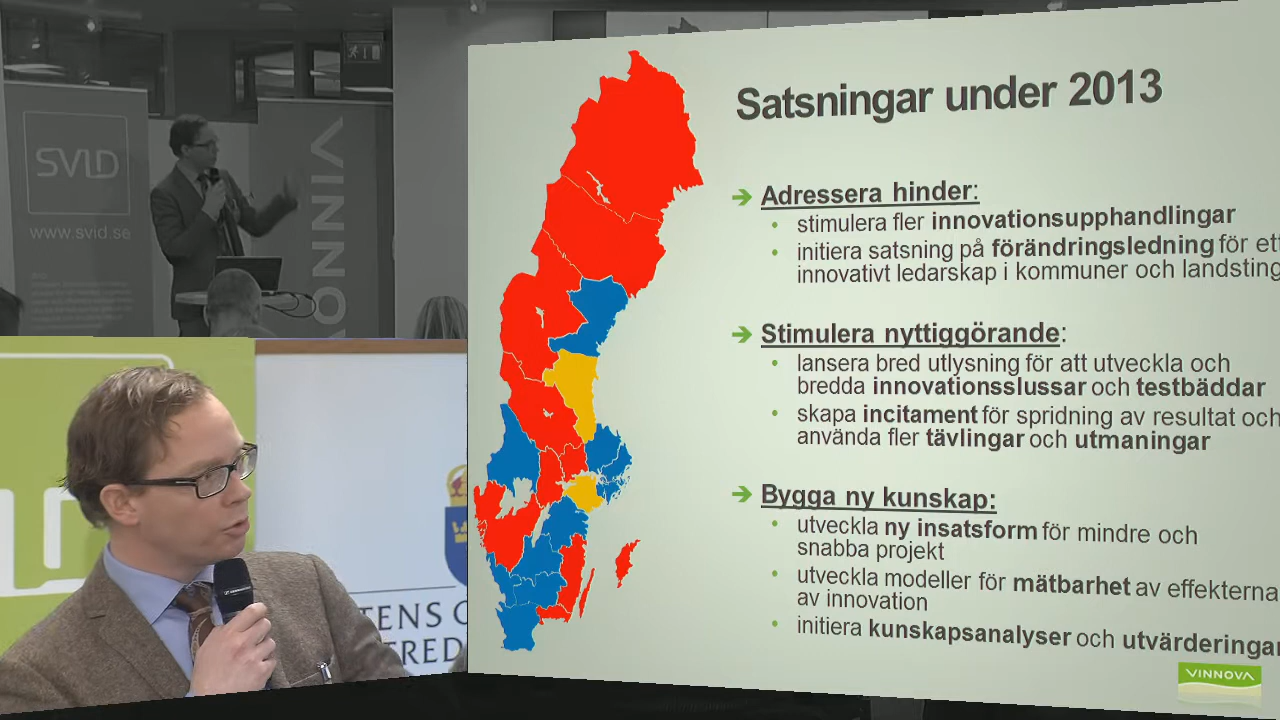 SVID
www.svid.se
VINNO
TENS O
TRED
Satsningar under 2013
➔ Adressera hinder:
• stimulera fler innovationsupphandlingar
• initiera satsning på förändringsledning för ett
innovativt ledarskap i kommuner och landsting
➔ Stimulera nyttiggörande:
• lansera bred utlysning för att utveckla och
bredda innovationsslussar och testbäddar
• skapa incitament för spridning av resultat och
använda fler tävlingar och utmaningar
➔ Bygga ny kunskap:
• utveckla ny insatsform för mindre och
snabba projekt
• utveckla modeller för mätbarhet av effekterna
av innovation
• initiera kunskapsanalyser och utvärderingar
VINNOVA